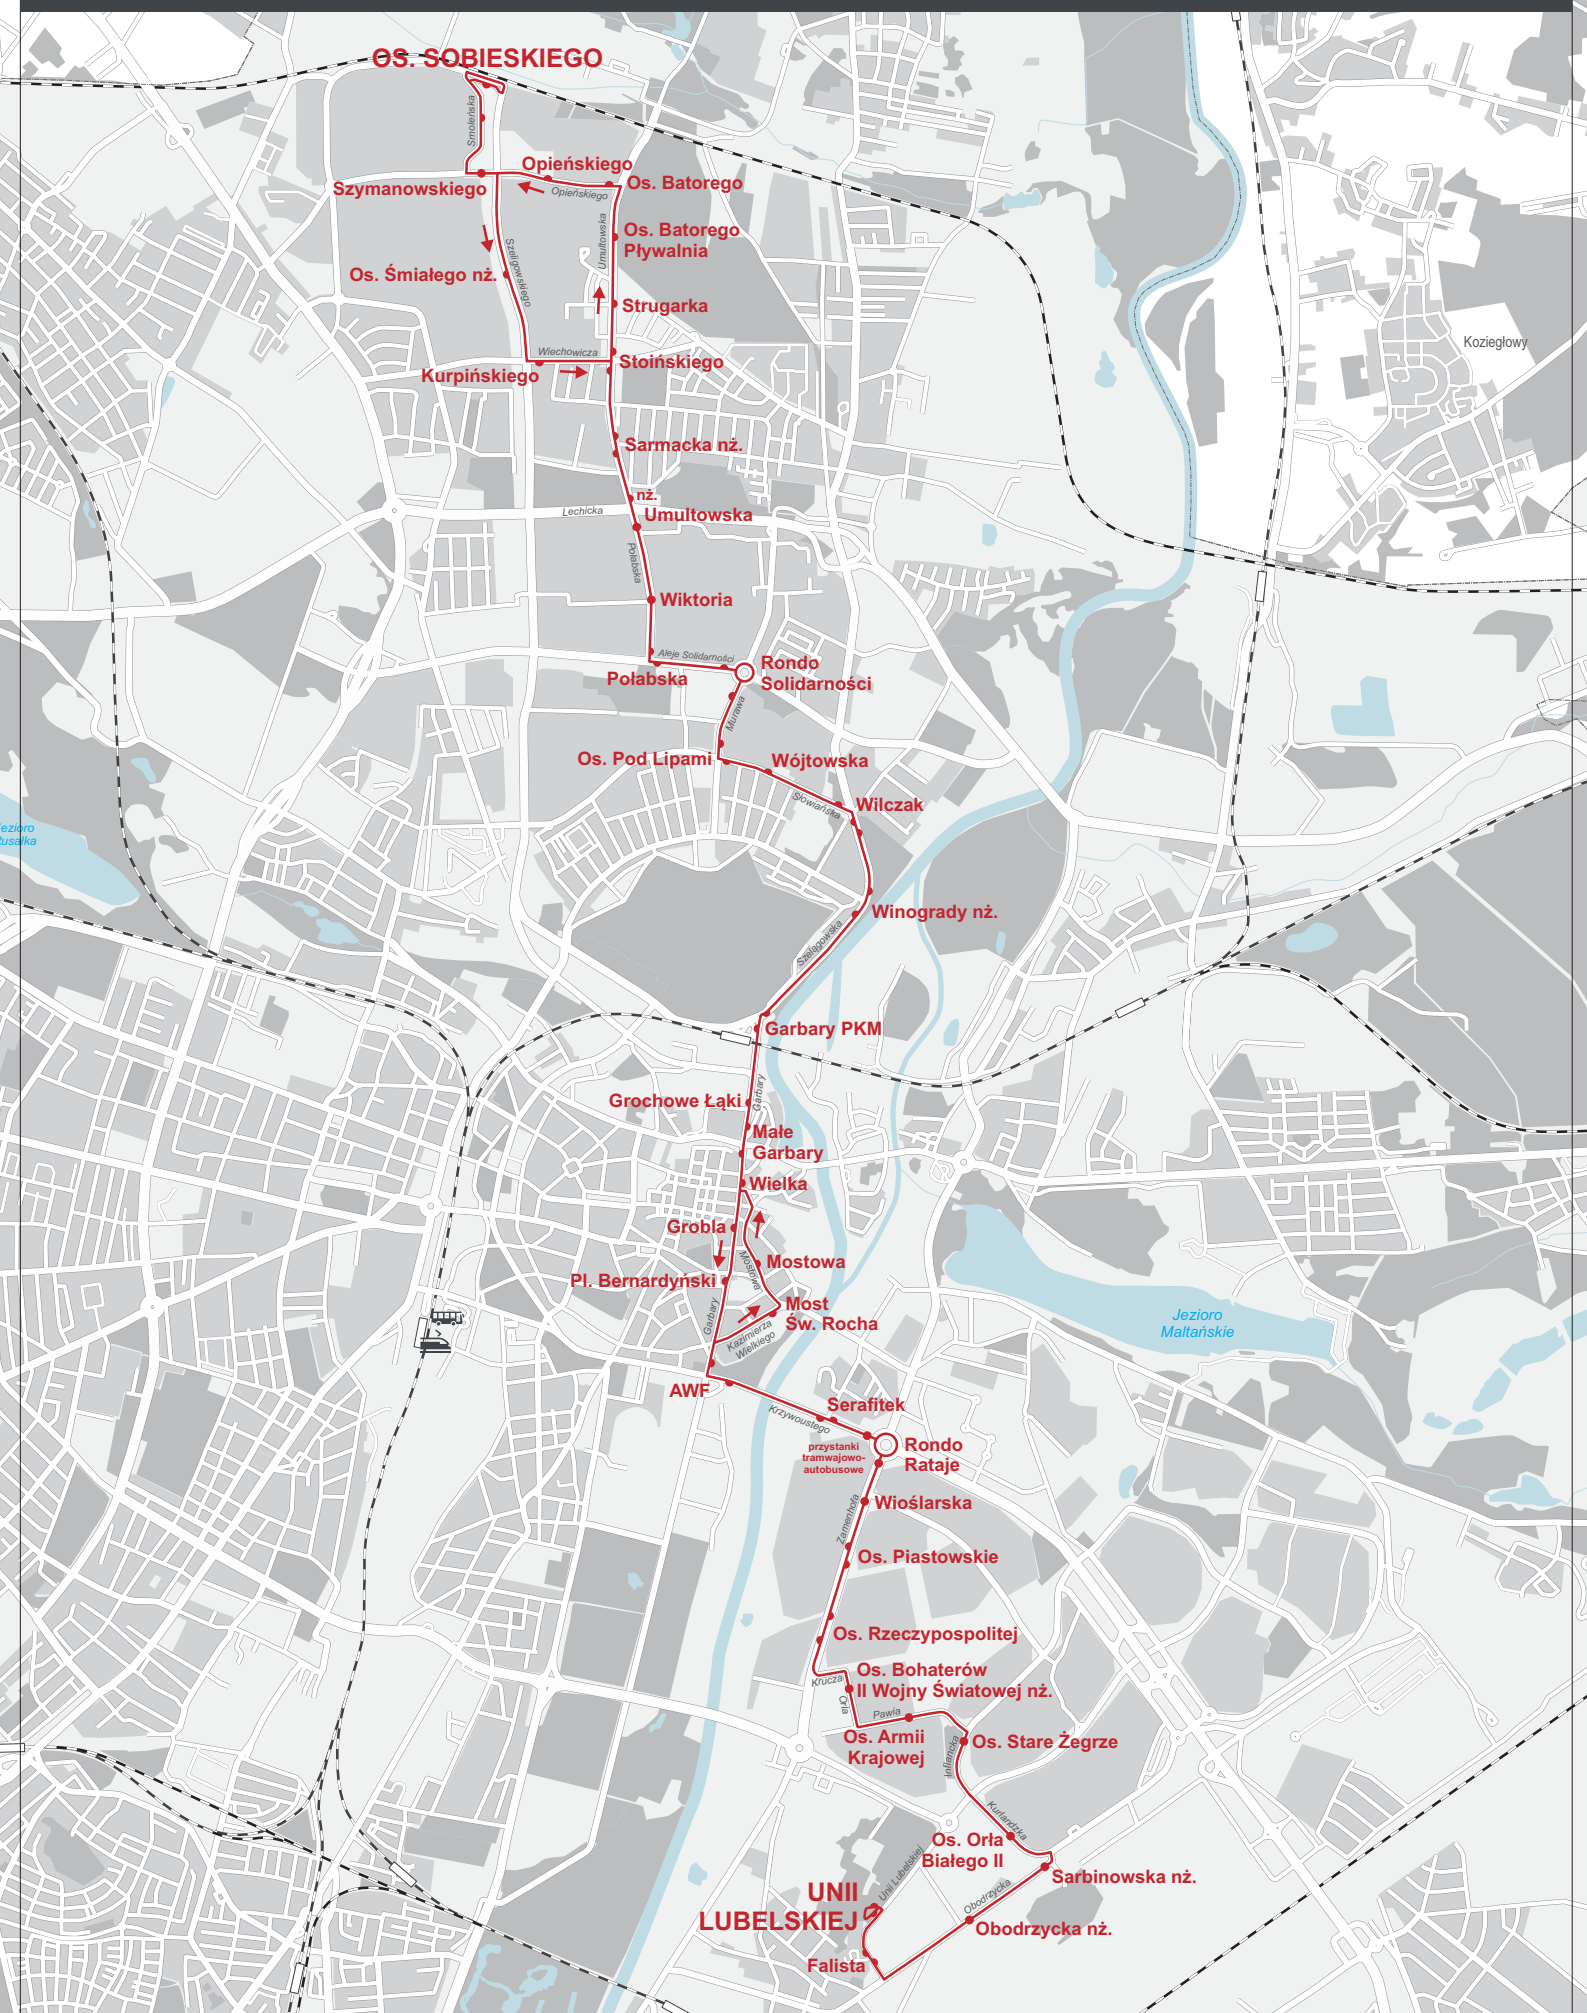 OS. SOBIESKIEGO
Smoleńska
Opieńskiego
Szymanowskiego
Opieńskiego
Os. Batorego
Umultowska
Os. Batorego
Pływalnia
Szeligowskiego
Os. Śmiałego nż.
Strugarka
Koziegłowy
Wiechowicza
Stoińskiego
Kurpińskiego
Sarmacka nż.
nż.
Lechicka
Umultowska
Połabska
Wiktoria
Aleje Solidarności
Rondo
Solidarności
Połabska
Murawa
Os. Pod Lipami
Wójtowska
Słowiańska
Wilczak
ezioro
usałka
Winogrady nż.
Szelągowska
Garbary PKM
Garbary
Grochowe Łąki
Małe
Garbary
Wielka
Grobla
Mostowa
Mostowa
Pl. Bernardyński
Garbary
Most
Św. Rocha
Kazimierza
Wielkiego
Jezioro
Maltańskie
AWF
Krzywoustego
Serafitek
przystanki
tramwajowo-
autobusowe
Rondo
Rataje
Zamenhofa
Wioślarska
Os. Piastowskie
Os. Rzeczypospolitej
Krucza
Orla
Os. Bohaterów
II Wojny Światowej nż.
Pawia
Os. Armii
Krajowej
Inflancka
Os. Stare Żegrze
Kurlandzka
Os. Orła
Białego II
Sarbinowska nż.
Unii Lubelskiej
UNII
LUBELSKIEJ
Obodrzycka
Obodrzycka nż.
Falista